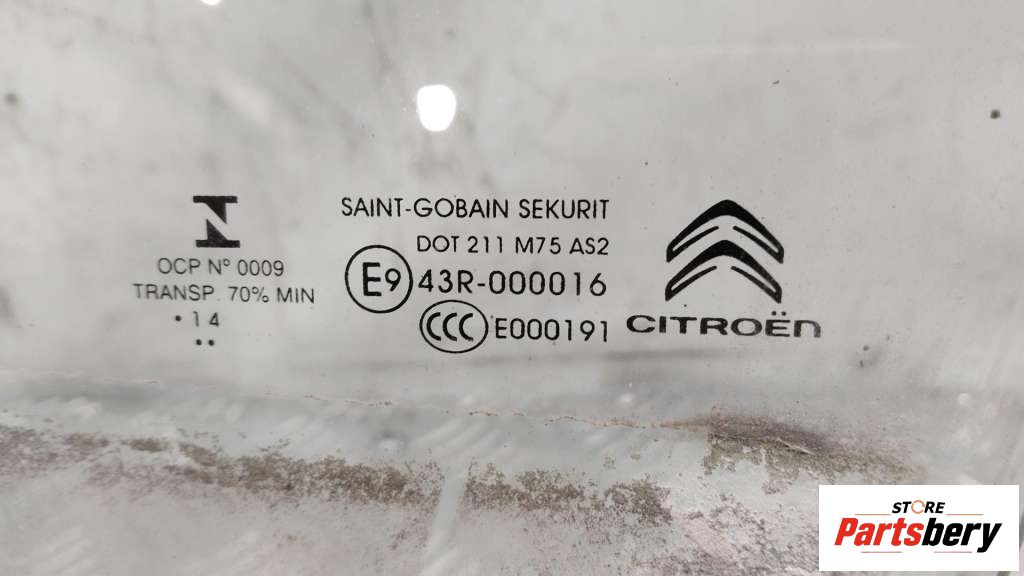 OCP Nº 0009
TRANSP. 70% MIN
•14
••
SAINT-GOBAIN SEKURIT
DOT 211 M75 AS2
E9 43R-000016
CCC E000191
CITROËN
STORE
Partsbery